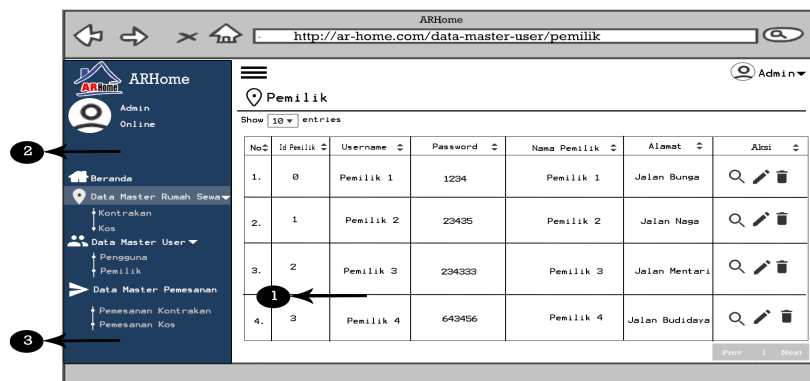 ARHome
http://ar-home.com/data-master-user/pemilik
ARHome
ARHome
Admin
Online
2
Beranda
Data Master Rumah Sewa
Kontrakan
Kos
Data Master User
Pengguna
Pemilik
Data Master Pemesanan
Pemesanan Kontrakan
Pemesanan Kos
3
Admin
Pemilik
Show 10 entries
No Id Pemilik Username Password Nama Pemilik Alamat Aksi
1. 0 Pemilik 1 1234 Pemilik 1 Jalan Bunga
2. 1 Pemilik 2 23435 Pemilik 2 Jalan Naga
3. 2 Pemilik 3 234333 Pemilik 3 Jalan Mentari
1
4. 3 Pemilik 4 643456 Pemilik 4 Jalan Budidaya
Prev 1 Next